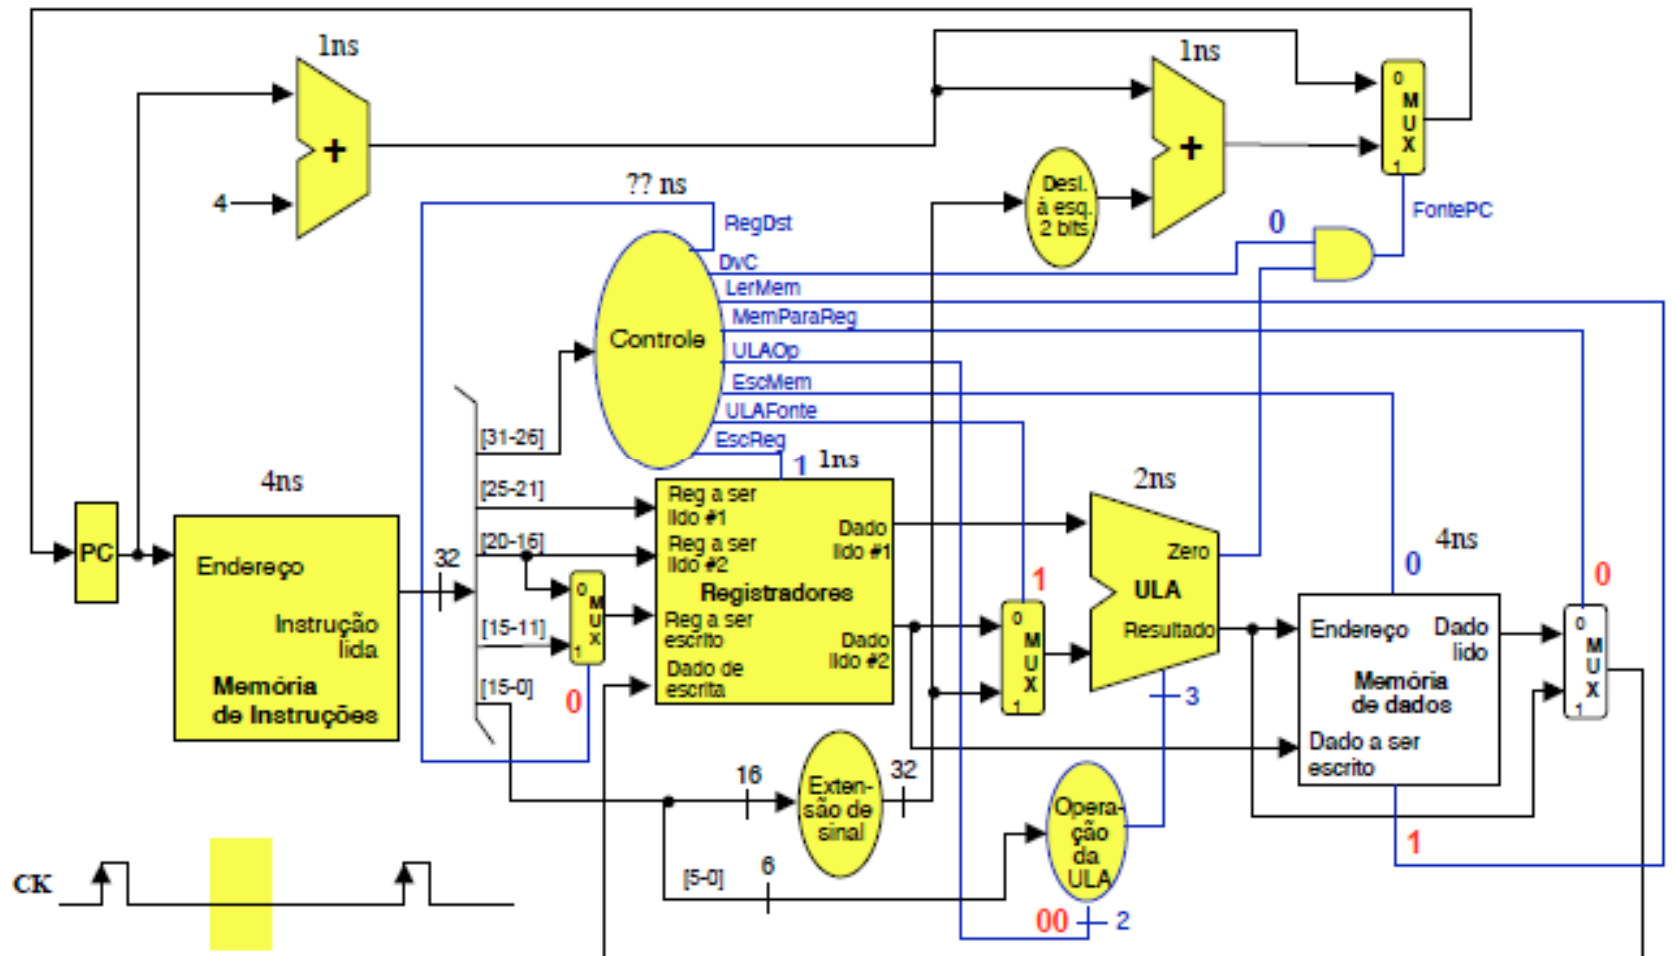 1ns
1ns
0
M
U
X
1
+
+
4
?? ns
Desl.
à esq.
2 bits
0
FontePC
RegDst
DvC
LerMem
MemParaReg
Controle
ULAOp
EscMem
ULAFonte
EscReg
[31-26]
1
1ns
4ns
[25-21]
2ns
Reg a ser
lido #1
Dado
lido #1
[20-16]
Reg a ser
lido #2
Zero
4ns
PC
Endereço
32
0
M
U
X
1
Registradores
1
0
0
ULA
Instrução
lida
[15-11]
Reg a ser
escrito
Dado
lido #2
0
M
U
X
1
Resultado
Endereço
Dado
lido
0
M
U
X
1
Dado de
escrita
[15-0]
0
Memória
de Instruções
Memória
de dados
3
Dado a ser
escrito
16
Exten-
são de
sinal
32
Opera-
ção
da
ULA
1
CK
[5-0]
6
00
2